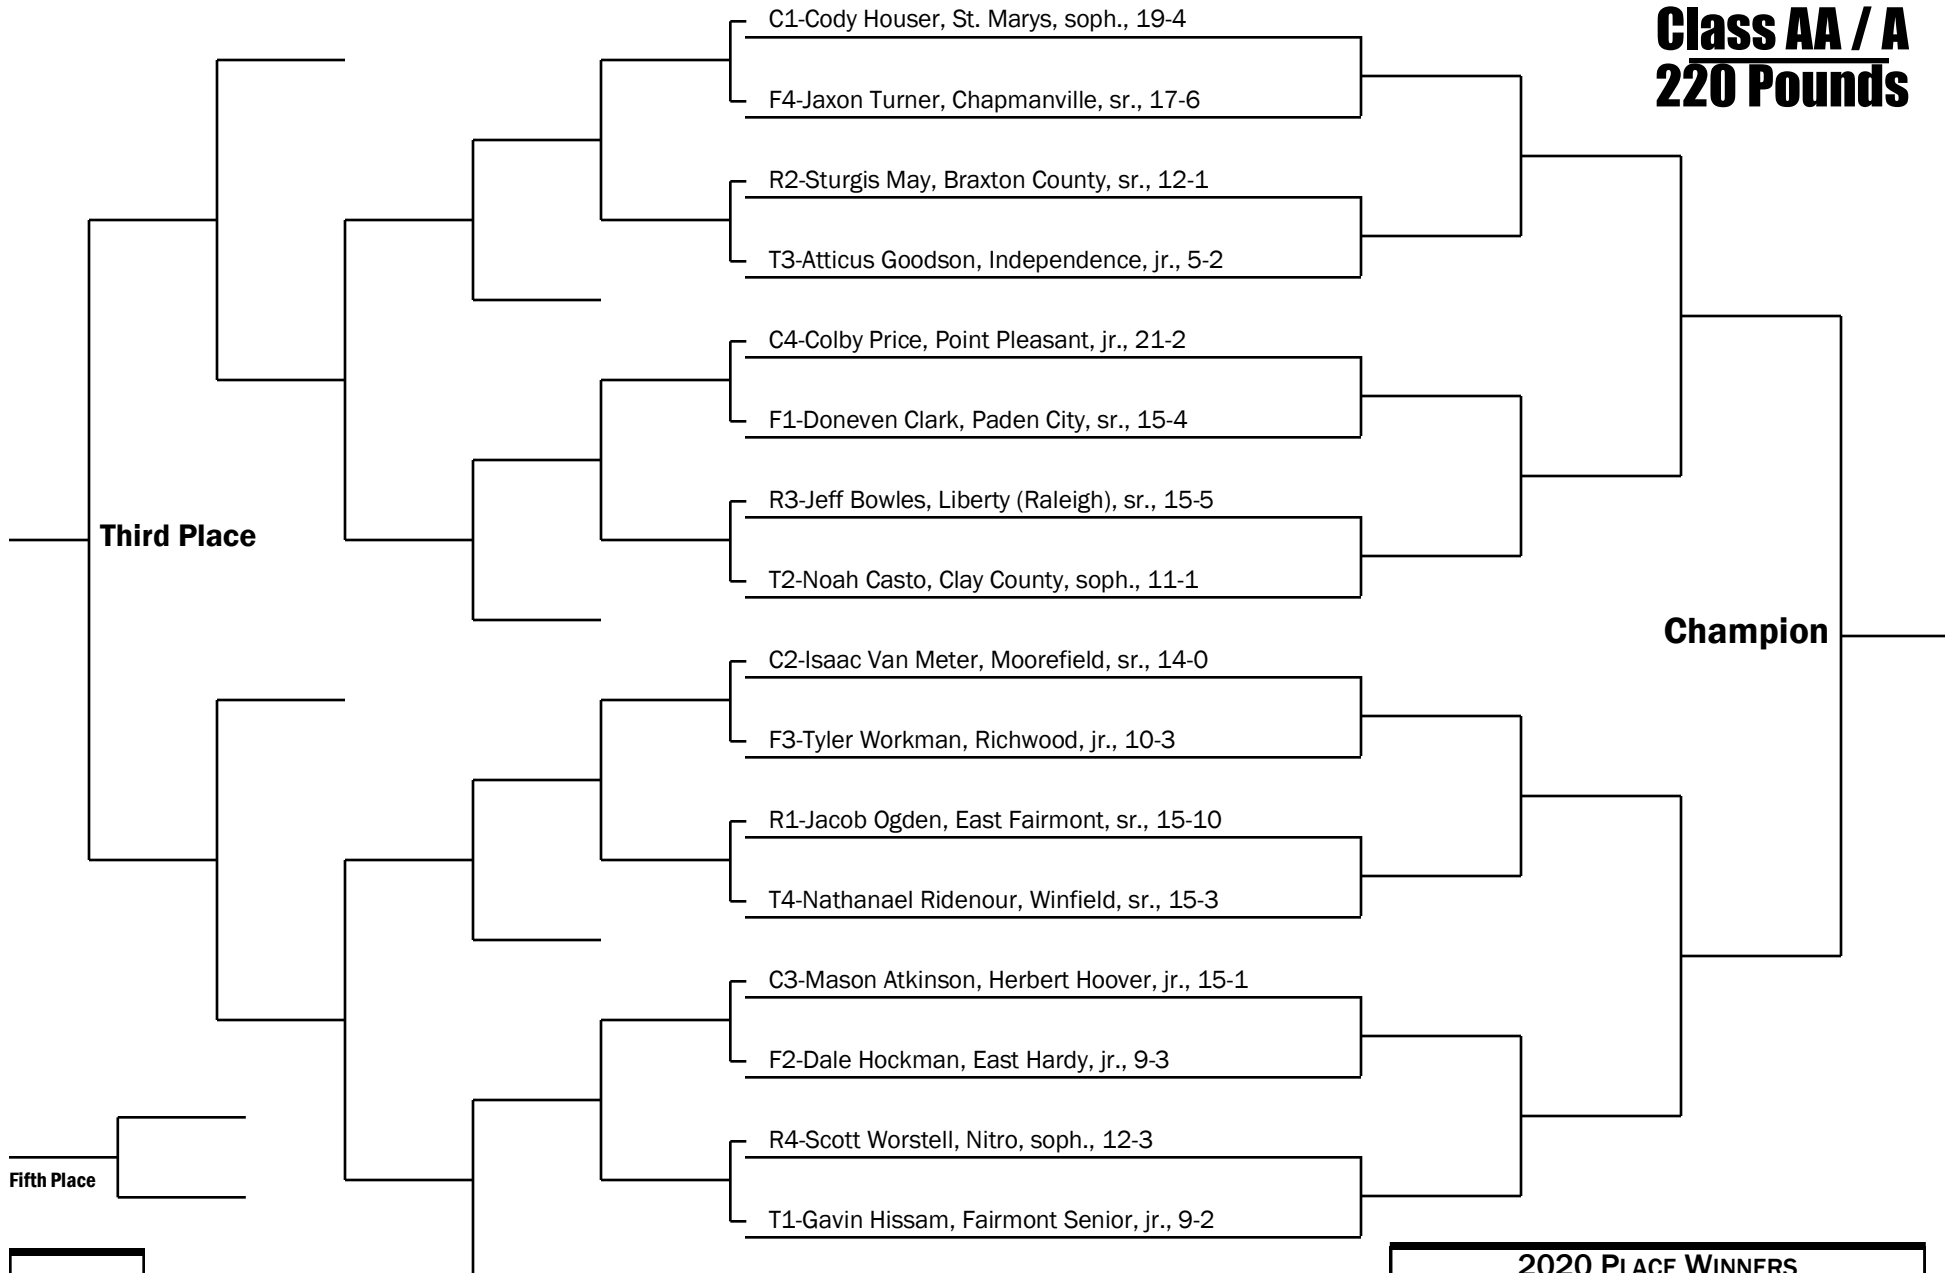 Class AA / A
220 Pounds
C1-Cody Houser, St. Marys, soph., 19-4
F4-Jaxon Turner, Chapmanville, sr., 17-6
R2-Sturgis May, Braxton County, sr., 12-1
T3-Atticus Goodson, Independence, jr., 5-2
C4-Colby Price, Point Pleasant, jr., 21-2
F1-Doneven Clark, Paden City, sr., 15-4
R3-Jeff Bowles, Liberty (Raleigh), sr., 15-5
Third Place
T2-Noah Casto, Clay County, soph., 11-1
Champion
C2-Isaac Van Meter, Moorefield, sr., 14-0
F3-Tyler Workman, Richwood, jr., 10-3
R1-Jacob Ogden, East Fairmont, sr., 15-10
T4-Nathanael Ridenour, Winfield, sr., 15-3
C3-Mason Atkinson, Herbert Hoover, jr., 15-1
F2-Dale Hockman, East Hardy, jr., 9-3
R4-Scott Worstell, Nitro, soph., 12-3
Fifth Place
T1-Gavin Hissam, Fairmont Senior, jr., 9-2
2020 PLACE WINNERS